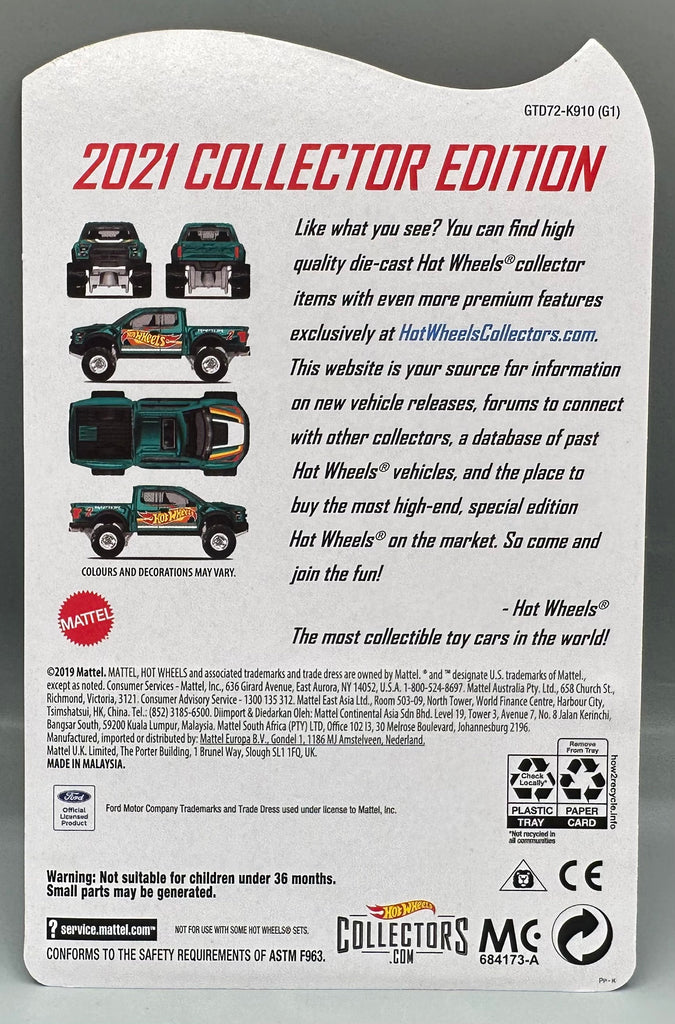 GTD72-K910 (G1)
2021 COLLECTOR EDITION
Like what you see? You can find high
quality die-cast Hot Wheels® collector
items with even more premium features
exclusively at HotWheelsCollectors.com.
This website is your source for information
on new vehicle releases, forums to connect
with other collectors, a database of past
Hot Wheels® vehicles, and the place to
buy the most high-end, special edition
Hot Wheels® on the market. So come and
join the fun!
- Hot Wheels®
The most collectible toy cars in the world!
HOT WHEELS
HOT WHEELS
COLOURS AND DECORATIONS MAY VARY.
MATTEL
©2019 Mattel. MATTEL, HOT WHEELS and associated trademarks and trade dress are owned by Mattel. ® and ™ designate U.S. trademarks of Mattel.,
except as noted. Consumer Services - Mattel, Inc., 636 Girard Avenue, East Aurora, NY 14052, U.S.A. 1-800-524-8697. Mattel Australia Pty. Ltd., 658 Church St.,
Richmond, Victoria, 3121. Consumer Advisory Service - 1300 135 312. Mattel East Asia Ltd., Room 503-09, North Tower, World Finance Centre, Harbour City,
Tsimshatsui, HK, China. Tel.: (852) 3185-6500. Diimport & Diedarkan Oleh: Mattel Continental Asia Sdn Bhd. Level 19, Tower 3, Avenue 7, No. 8 Jalan Kerinchi,
Bangsar South, 59200 Kuala Lumpur, Malaysia. Mattel South Africa (PTY) LTD, Office 102 I3, 30 Melrose Boulevard, Johannesburg 2196.
Manufactured, imported or distributed by: Mattel Europa B.V., Gondel 1, 1186 MJ Amstelveen, Nederland.
Mattel U.K. Limited, The Porter Building, 1 Brunel Way, Slough SL1 1FQ, UK.
MADE IN MALAYSIA.
Ford
Official
Licensed
Product
Ford Motor Company Trademarks and Trade Dress used under license to Mattel, Inc.
Remove
From Tray
Check
Locally*
PLASTIC
TRAY
PAPER
CARD
*Not recycled in
all communities
how2recycle.info
Warning: Not suitable for children under 36 months.
Small parts may be generated.
CE
? service.mattel.com™
NOT FOR USE WITH SOME HOT WHEELS® SETS.
CONFORMS TO THE SAFETY REQUIREMENTS OF ASTM F963.
HOT WHEELS
COLLECTORS
.COM
MC
684173-A
PP-K